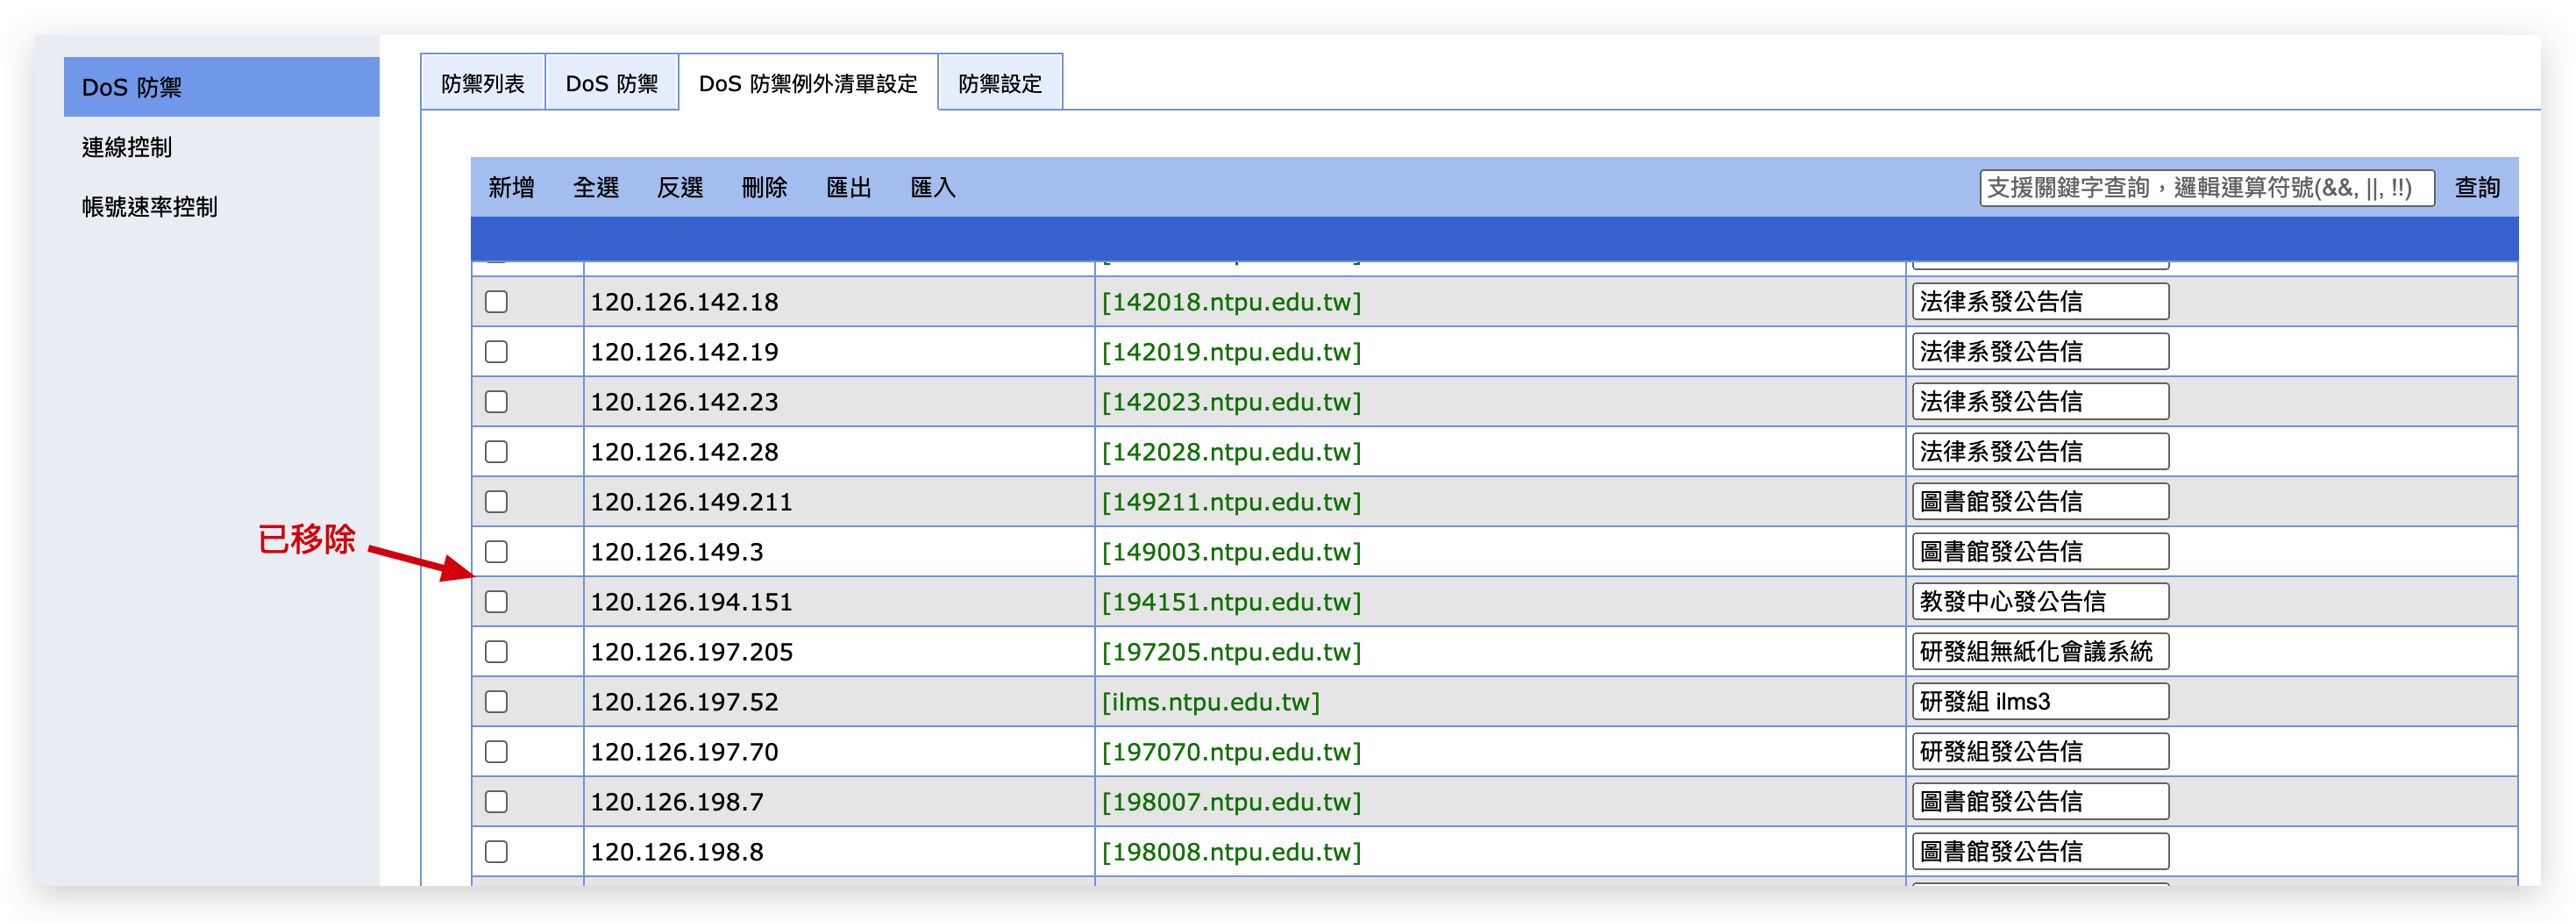 DoS 防禦
連線控制
帳號速率控制
防禦列表 DoS 防禦 DoS 防禦例外清單設定 防禦設定
新增 全選 反選 刪除 匯出 匯入 支援關鍵字查詢，邏輯運算符號(&&, ||, !!) 查詢
120.126.142.18 [142018.ntpu.edu.tw] 法律系發公告信
120.126.142.19 [142019.ntpu.edu.tw] 法律系發公告信
120.126.142.23 [142023.ntpu.edu.tw] 法律系發公告信
120.126.142.28 [142028.ntpu.edu.tw] 法律系發公告信
120.126.149.211 [149211.ntpu.edu.tw] 圖書館發公告信
已移除
120.126.149.3 [149003.ntpu.edu.tw] 圖書館發公告信
120.126.194.151 [194151.ntpu.edu.tw] 教發中心發公告信
120.126.197.205 [197205.ntpu.edu.tw] 研發組無紙化會議系統
120.126.197.52 [ilms.ntpu.edu.tw] 研發組 ilms3
120.126.197.70 [197070.ntpu.edu.tw] 研發組發公告信
120.126.198.7 [198007.ntpu.edu.tw] 圖書館發公告信
120.126.198.8 [198008.ntpu.edu.tw] 圖書館發公告信